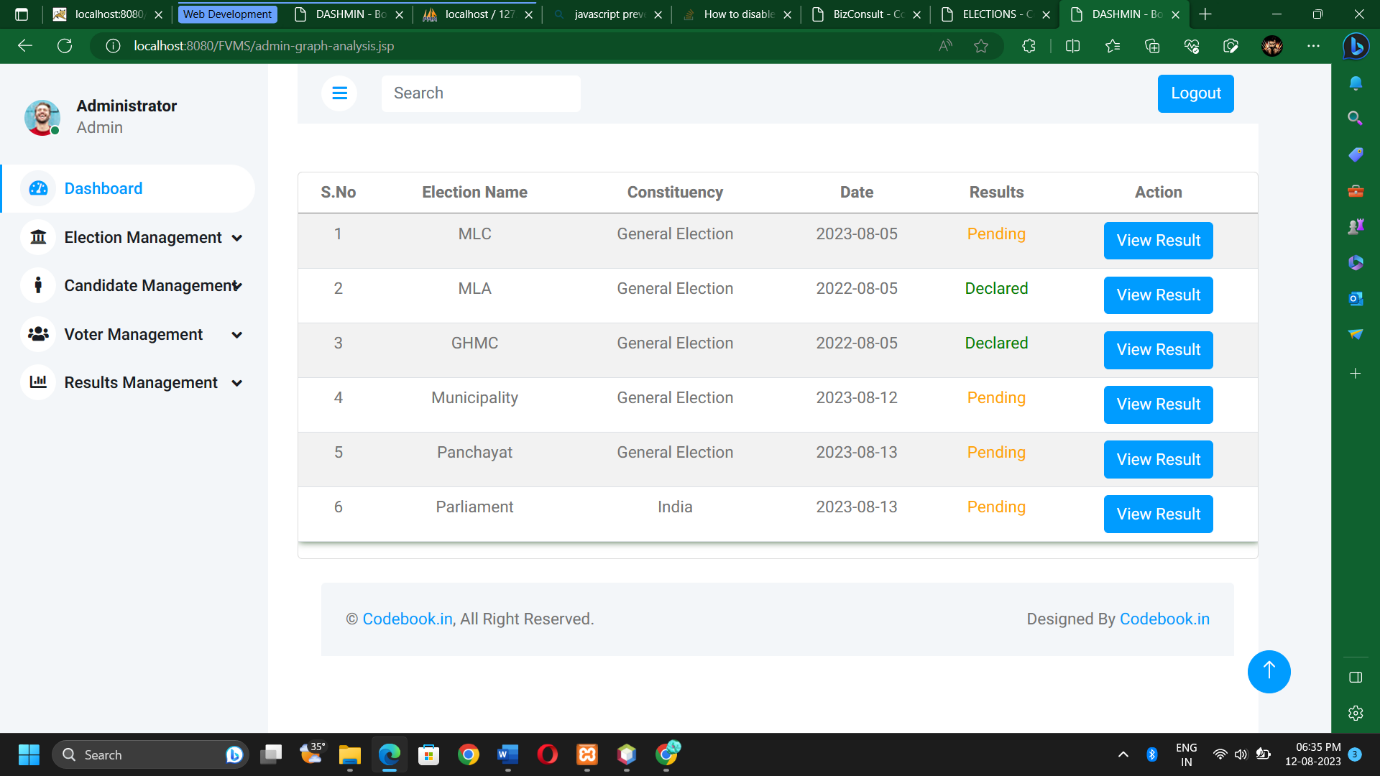 localhost:8080/
Web Development
DASHMIN - Bo
localhost / 127
javascript prev
How to disable
BizConsult - Co
ELECTIONS - C
DASHMIN - Bo
localhost:8080/FVMS/admin-graph-analysis.jsp
Administrator
Admin
Search
Logout
Dashboard
Election Management
Candidate Management
Voter Management
Results Management
S.No Election Name Constituency Date Results Action
1 MLC General Election 2023-08-05 Pending View Result
2 MLA General Election 2022-08-05 Declared View Result
3 GHMC General Election 2022-08-05 Declared View Result
4 Municipality General Election 2023-08-12 Pending View Result
5 Panchayat General Election 2023-08-13 Pending View Result
6 Parliament India 2023-08-13 Pending View Result
© Codebook.in, All Right Reserved.
Designed By Codebook.in
Search
35°
ENG
IN
06:35 PM
12-08-2023
3